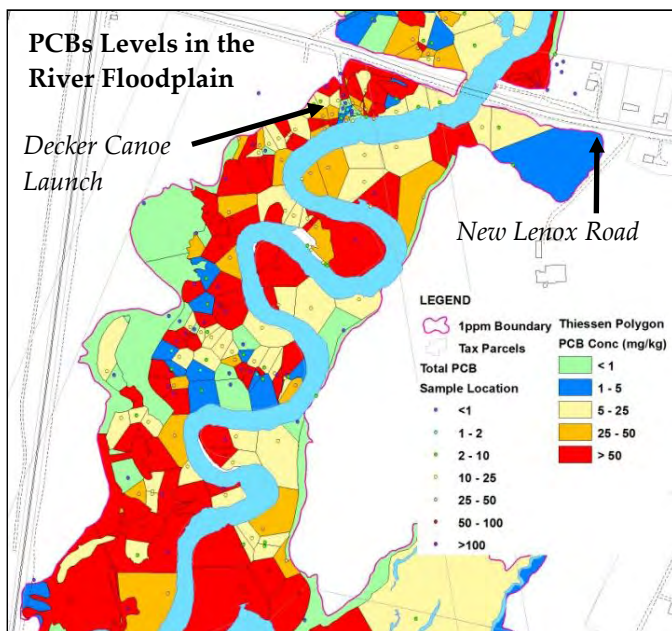 PCBs Levels in the
River Floodplain
Decker Canoe
Launch
New Lenox Road
LEGEND
1ppm Boundary
Tax Parcels
Total PCB
Sample Location
<1
1 - 2
2 - 10
10 - 25
25 - 50
50 - 100
>100
Thiessen Polygon
PCB Conc (mg/kg)
< 1
1 - 5
5 - 25
25 - 50
> 50